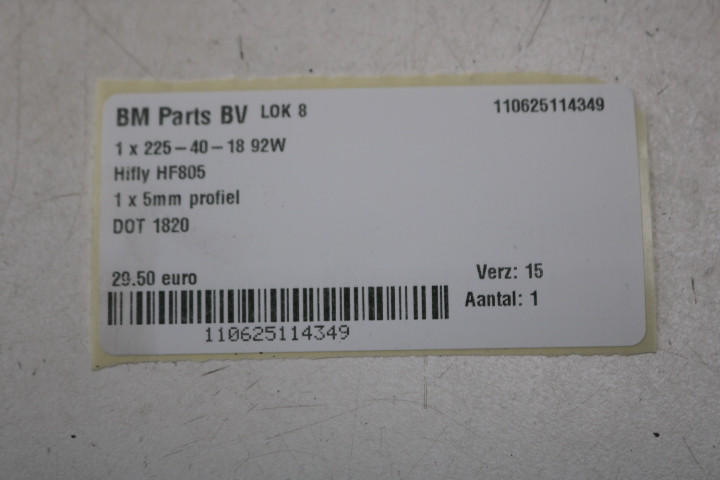 BM Parts BV LOK 8 110625114349
1 x 225-40-18 92W
Hifly HF805
1 x 5mm profiel
DOT 1820
29.50 euro Verz: 15
Aantal: 1
110625114349